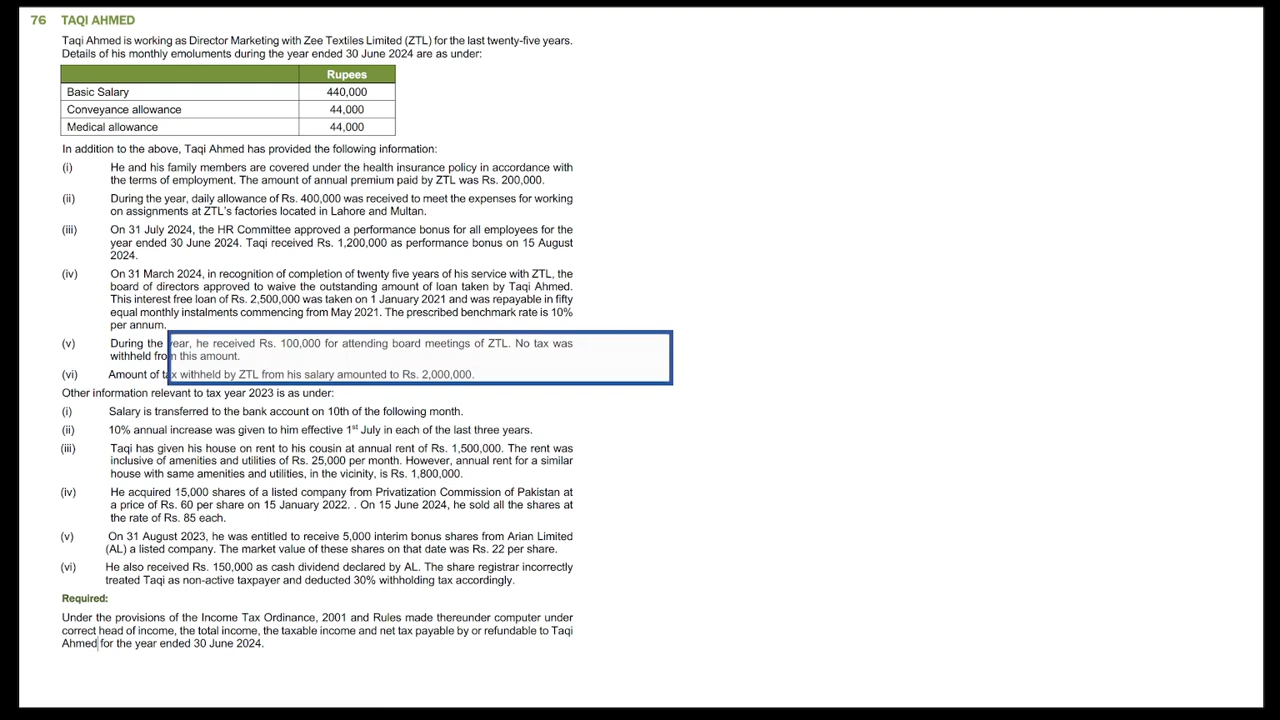 76 TAQI AHMED
Taqi Ahmed is working as Director Marketing with Zee Textiles Limited (ZTL) for the last twenty-five years.
Details of his monthly emoluments during the year ended 30 June 2024 are as under:
Rupees
Basic Salary 440,000
Conveyance allowance 44,000
Medical allowance 44,000
In addition to the above, Taqi Ahmed has provided the following information:
(i) He and his family members are covered under the health insurance policy in accordance with
the terms of employment. The amount of annual premium paid by ZTL was Rs. 200,000.
(ii) During the year, daily allowance of Rs. 400,000 was received to meet the expenses for working
on assignments at ZTL's factories located in Lahore and Multan.
(iii) On 31 July 2024, the HR Committee approved a performance bonus for all employees for the
year ended 30 June 2024. Taqi received Rs. 1,200,000 as performance bonus on 15 August
2024.
(iv) On 31 March 2024, in recognition of completion of twenty five years of his service with ZTL, the
board of directors approved to waive the outstanding amount of loan taken by Taqi Ahmed.
This interest free loan of Rs. 2,500,000 was taken on 1 January 2021 and was repayable in fifty
equal monthly instalments commencing from May 2021. The prescribed benchmark rate is 10%
per annum.
(v) During the year, he received Rs. 100,000 for attending board meetings of ZTL. No tax was
withheld from this amount.
(vi) Amount of tax withheld by ZTL from his salary amounted to Rs. 2,000,000.
Other information relevant to tax year 2023 is as under:
(i) Salary is transferred to the bank account on 10th of the following month.
(ii) 10% annual increase was given to him effective 1st July in each of the last three years.
(iii) Taqi has given his house on rent to his cousin at annual rent of Rs. 1,500,000. The rent was
inclusive of amenities and utilities of Rs. 25,000 per month. However, annual rent for a similar
house with same amenities and utilities, in the vicinity, is Rs. 1,800,000.
(iv) He acquired 15,000 shares of a listed company from Privatization Commission of Pakistan at
a price of Rs. 60 per share on 15 January 2022. . On 15 June 2024, he sold all the shares at
the rate of Rs. 85 each.
(v) On 31 August 2023, he was entitled to receive 5,000 interim bonus shares from Arian Limited
(AL) a listed company. The market value of these shares on that date was Rs. 22 per share.
(vi) He also received Rs. 150,000 as cash dividend declared by AL. The share registrar incorrectly
treated Taqi as non-active taxpayer and deducted 30% withholding tax accordingly.
Required:
Under the provisions of the Income Tax Ordinance, 2001 and Rules made thereunder computer under
correct head of income, the total income, the taxable income and net tax payable by or refundable to Taqi
Ahmed for the year ended 30 June 2024.